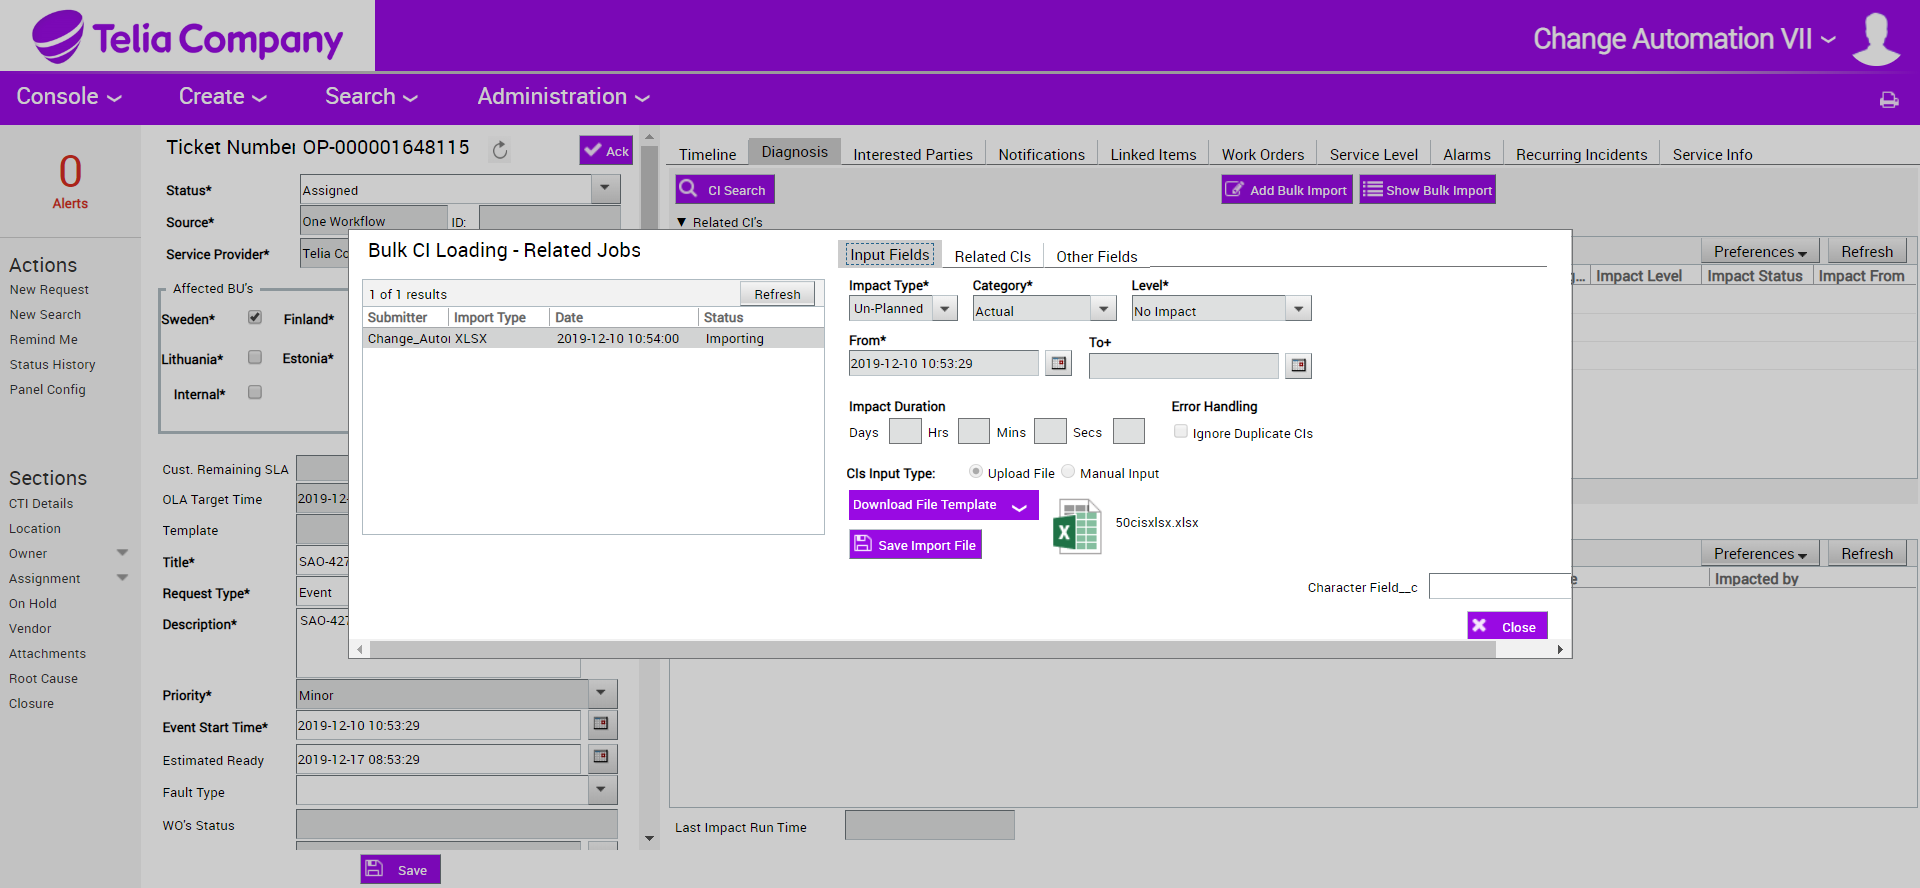 Telia Company
Change Automation VII
Console
Create
Search
Administration
0
Alerts
Actions
New Request
New Search
Remind Me
Status History
Panel Config
Sections
CTI Details
Location
Owner
Assignment
On Hold
Vendor
Attachments
Root Cause
Closure
Ticket Number OP-000001648115
Ack
Status*
Assigned
Source*
One Workflow
ID:
Service Provider*
Telia Co
Affected BU's
Sweden*
Finland*
Lithuania*
Estonia*
Internal*
Cust. Remaining SLA
OLA Target Time
2019-12-
Template
Title*
SAO-427
Request Type*
Event
Description*
SAO-427
Priority*
Minor
Event Start Time*
2019-12-10 10:53:29
Estimated Ready
2019-12-17 08:53:29
Fault Type
WO's Status
Save
Timeline
Diagnosis
Interested Parties
Notifications
Linked Items
Work Orders
Service Level
Alarms
Recurring Incidents
Service Info
CI Search
Add Bulk Import
Show Bulk Import
▼ Related CI's
Preferences
Refresh
g...
Impact Level
Impact Status
Impact From
Bulk CI Loading - Related Jobs
1 of 1 results
Refresh
Submitter
Import Type
Date
Status
Change_Autor
XLSX
2019-12-10 10:54:00
Importing
Input Fields
Related CIs
Other Fields
Impact Type*
Category*
Level*
Un-Planned
Actual
No Impact
From*
To+
2019-12-10 10:53:29
Impact Duration
Error Handling
Days
Hrs
Mins
Secs
Ignore Duplicate CIs
CIs Input Type:
Upload File
Manual Input
Download File Template
50cisxlsx.xlsx
Save Import File
Character Field__c
Close
Preferences
Refresh
e
Impacted by
Last Impact Run Time